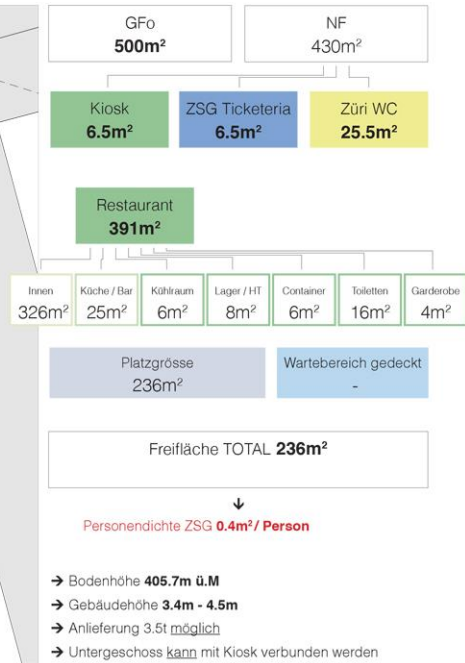 GFo
500m²
NF
430m²
Kiosk
6.5m²
ZSG Ticketeria
6.5m²
Züri WC
25.5m²
Restaurant
391m²
Innen
326m²
Küche / Bar
25m²
Kühlraum
6m²
Lager / HT
8m²
Container
6m²
Toiletten
16m²
Garderobe
4m²
Platzgrösse
236m²
Wartebereich gedeckt
-
Freifläche TOTAL 236m²
↓
Personendichte ZSG 0.4m²/ Person
→ Bodenhöhe 405.7m ü.M
→ Gebäudehöhe 3.4m - 4.5m
→ Anlieferung 3.5t möglich
→ Untergeschoss kann mit Kiosk verbunden werden